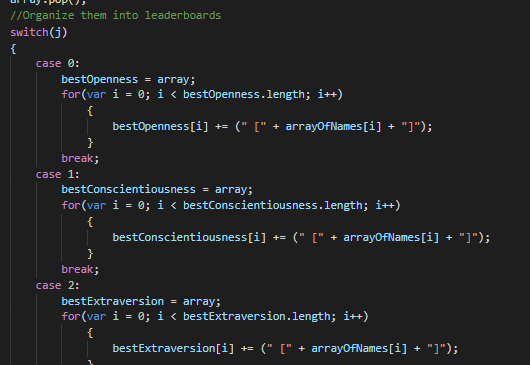 array.pop();
//Organize them into leaderboards
switch(j)
{
case 0:
bestOpenness = array;
for(var i = 0; i < bestOpenness.length; i++)
{
bestOpenness[i] += (" [" + arrayOfNames[i] + "]");
}
break;
case 1:
bestConscientiousness = array;
for(var i = 0; i < bestConscientiousness.length; i++)
{
bestConscientiousness[i] += (" [" + arrayOfNames[i] + "]");
}
break;
case 2:
bestExtraversion = array;
for(var i = 0; i < bestExtraversion.length; i++)
{
bestExtraversion[i] += (" [" + arrayOfNames[i] + "]");
}